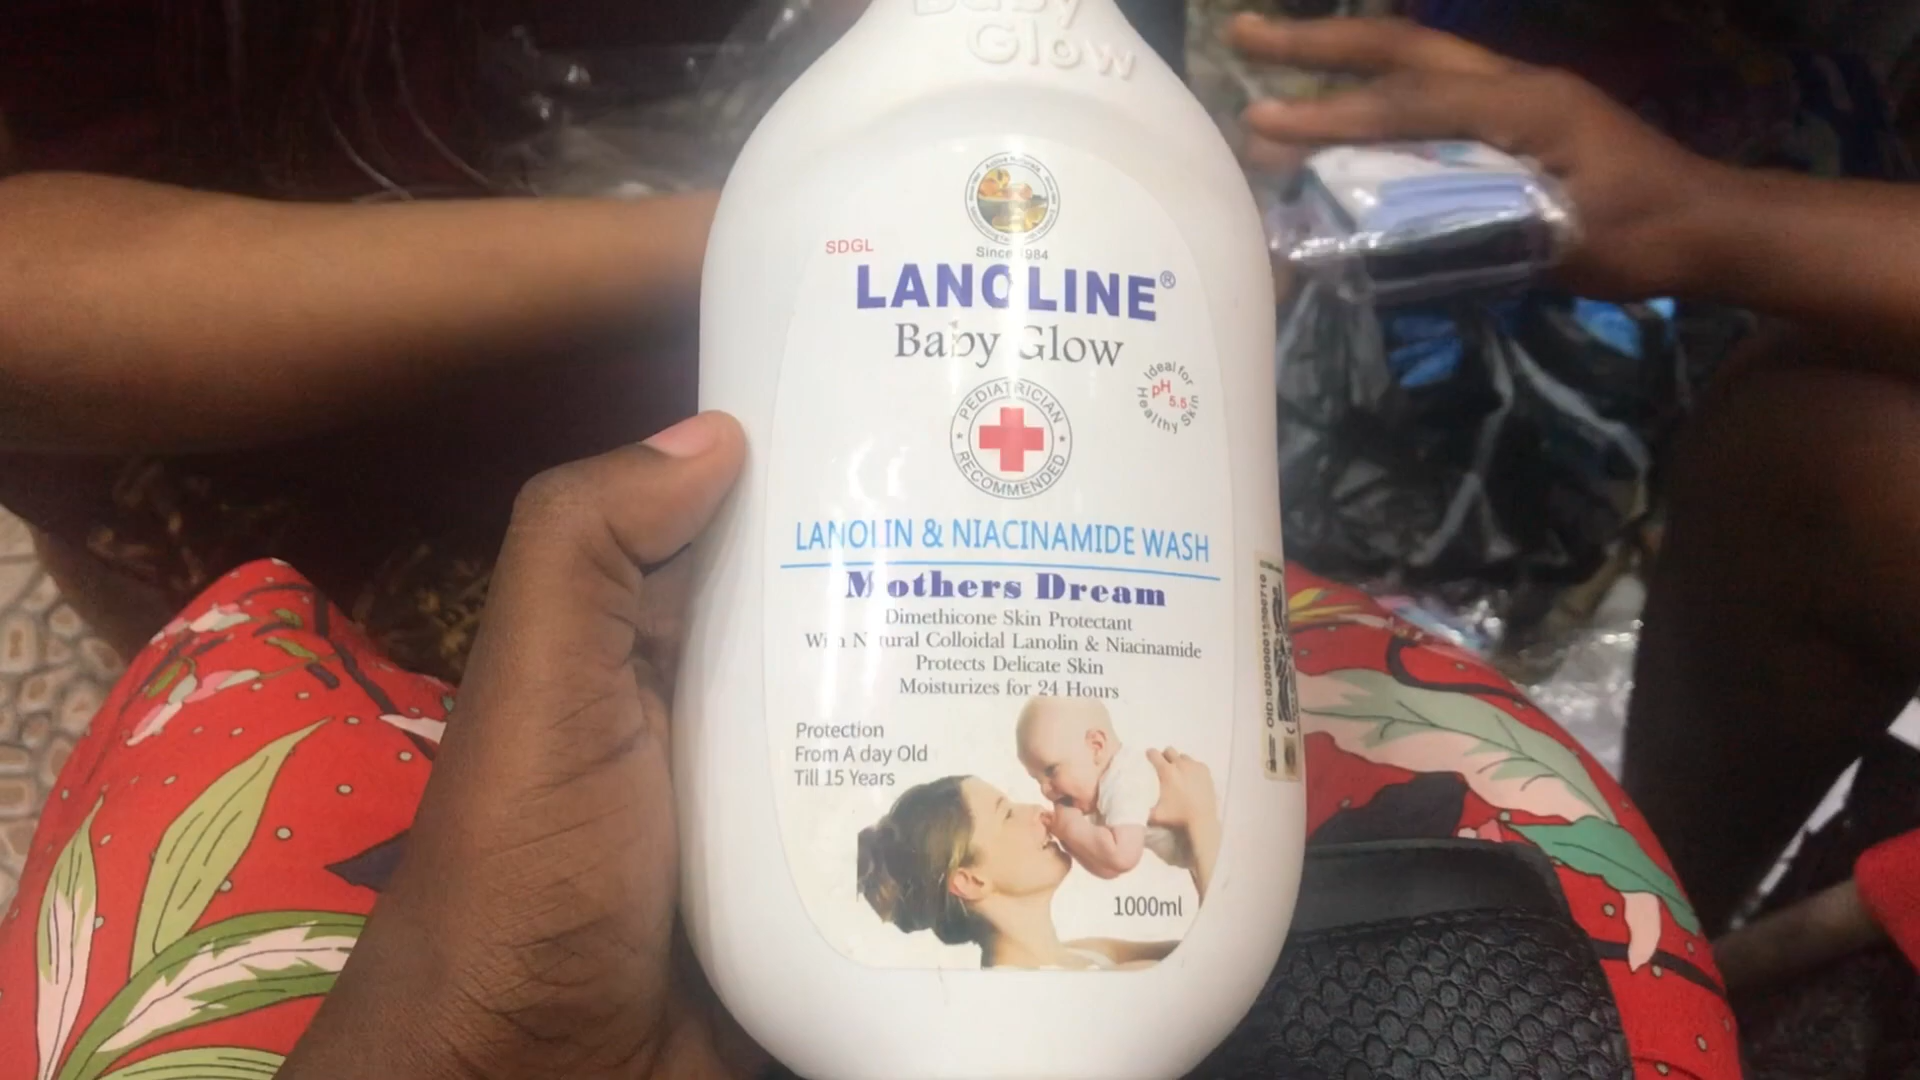 Baby
Glow
Since 1984
SDGL
LANOLINE®
Baby Glow
Ideal for
pH
5.5
Healthy Skin
PEDIATRICIAN
RECOMMENDED
LANOLIN & NIACINAMIDE WASH
Mothers Dream
Dimethicone Skin Protectant
With Natural Colloidal Lanolin & Niacinamide
Protects Delicate Skin
Moisturizes for 24 Hours
Protection
From A day Old
Till 15 Years
1000ml